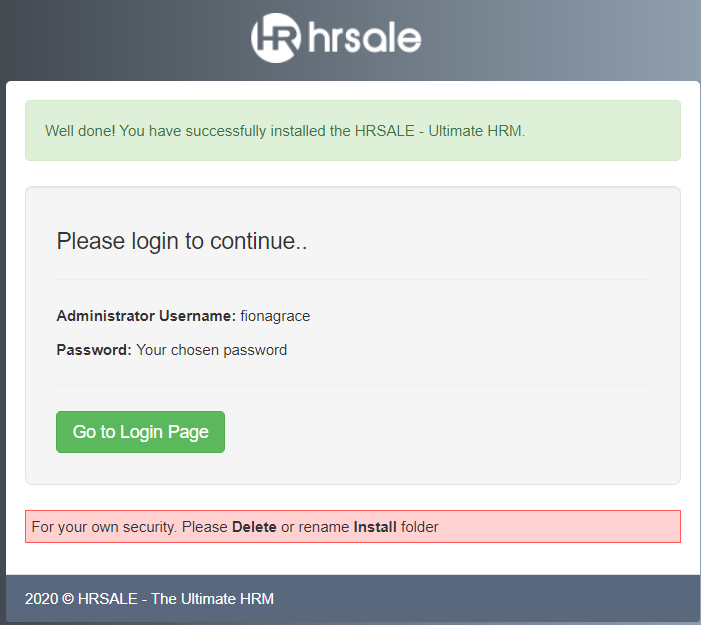 HR hrsale
Well done! You have successfully installed the HRSALE - Ultimate HRM.
Please login to continue..
Administrator Username: fionagrace
Password: Your chosen password
Go to Login Page
For your own security. Please Delete or rename Install folder
2020 © HRSALE - The Ultimate HRM